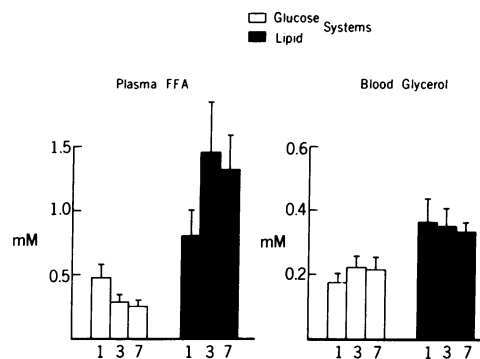 Glucose
Lipid
Systems
Plasma FFA
Blood Glycerol
1.5
1.0
mM
0.5
1 3 7
1 3 7
0.6
0.4
mM
0.2
1 3 7
1 3 7